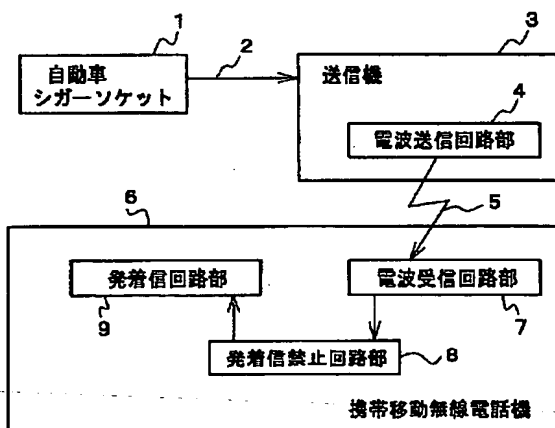 1
2
3
自動車
シガーソケット
送信機
4
電波送信回路部
5
6
発着信回路部
電波受信回路部
9
7
発着信禁止回路部
8
携帯移動無線電話機